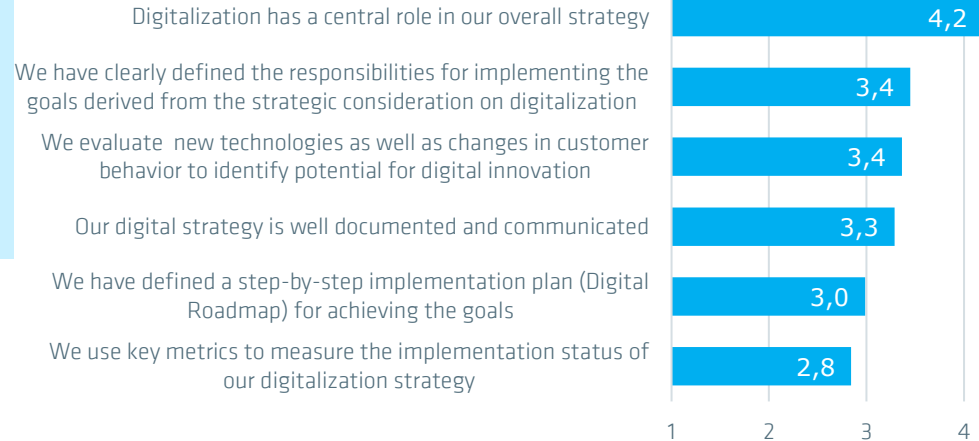 Digitalization has a central role in our overall strategy
4,2
We have clearly defined the responsibilities for implementing the
goals derived from the strategic consideration on digitalization
3,4
We evaluate  new technologies as well as changes in customer
behavior to identify potential for digital innovation
3,4
Our digital strategy is well documented and communicated
3,3
We have defined a step-by-step implementation plan (Digital
Roadmap) for achieving the goals
3,0
We use key metrics to measure the implementation status of
our digitalization strategy
2,8
1 2 3 4